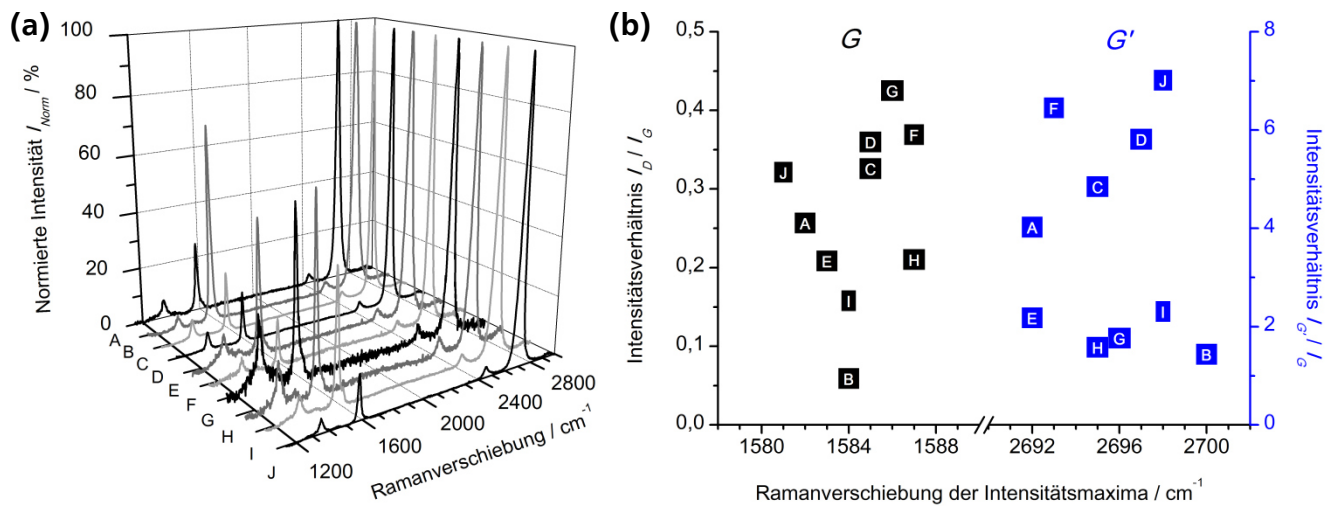 (a)
Normierte Intensität I_Norm / %
100
80
60
40
20
0
A
B
C
D
E
F
G
H
I
J
1200
1600
2000
2400
2800
Ramanverschiebung / cm⁻¹
(b)
G
G'
Intensitätsverhältnis I_D / I_G
0,5
0,4
0,3
0,2
0,1
0,0
G
D
F
C
J
A
E
H
I
B
J
F
D
C
A
E
I
G
H
B
8
6
4
2
0
Intensitätsverhältnis I_G' / I_G
1580
1584
1588
2692
2696
2700
Ramanverschiebung der Intensitätsmaxima / cm⁻¹